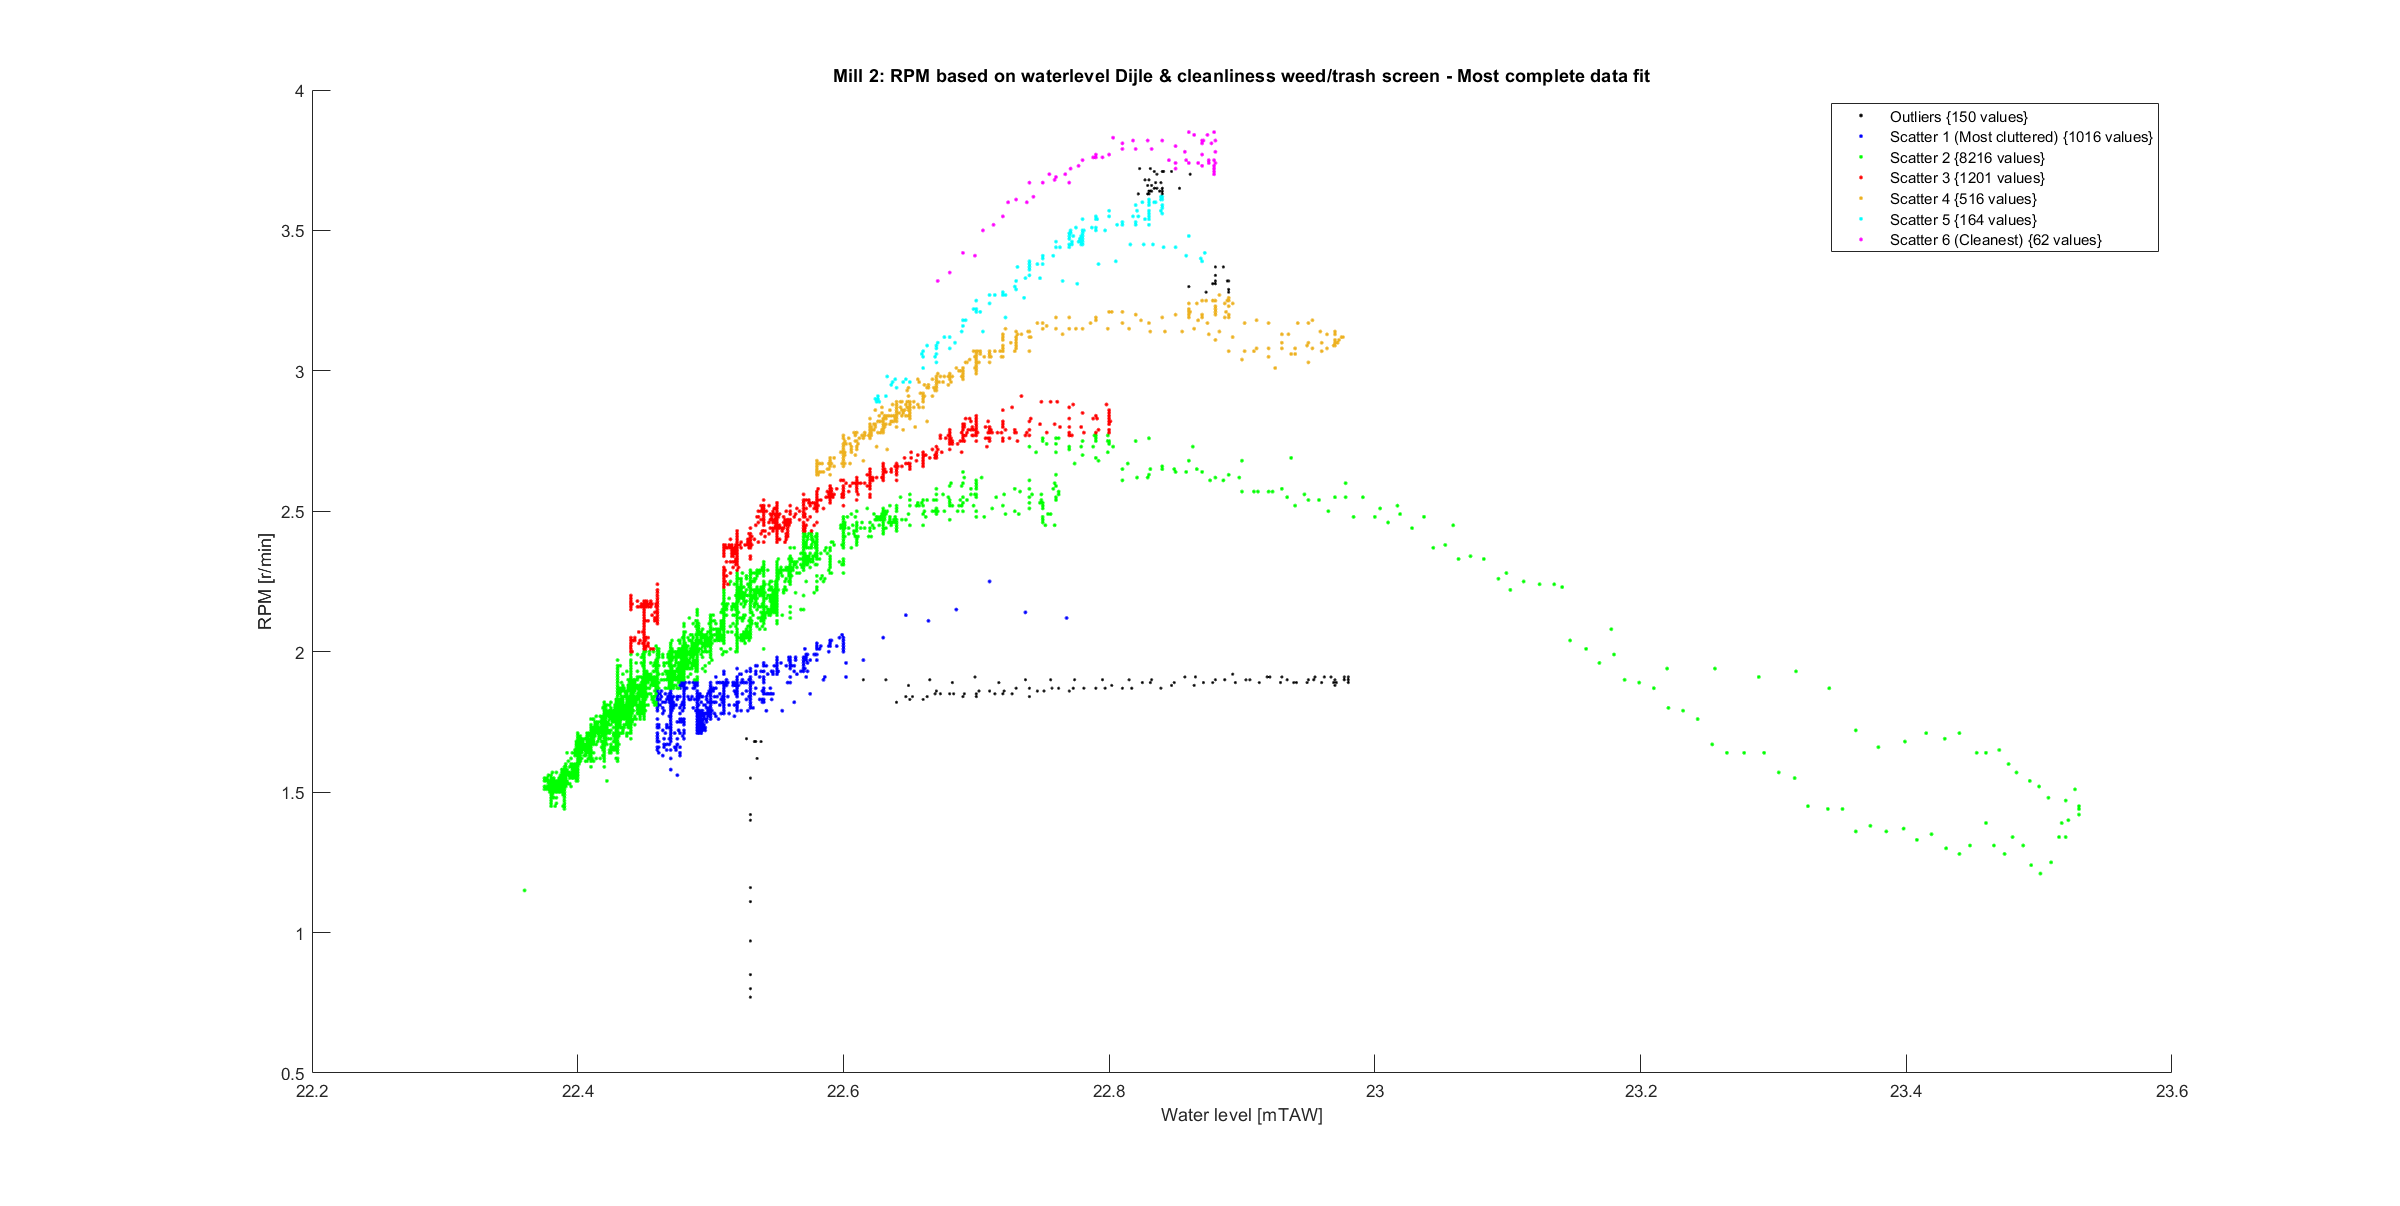 Mill 2: RPM based on waterlevel Dijle & cleanliness weed/trash screen - Most complete data fit
Outliers {150 values}
Scatter 1 (Most cluttered) {1016 values}
Scatter 2 {8216 values}
Scatter 3 {1201 values}
Scatter 4 {516 values}
Scatter 5 {164 values}
Scatter 6 (Cleanest) {62 values}
4
3.5
3
2.5
2
1.5
1
0.5
RPM [r/min]
22.2 22.4 22.6 22.8 23 23.2 23.4 23.6
Water level [mTAW]